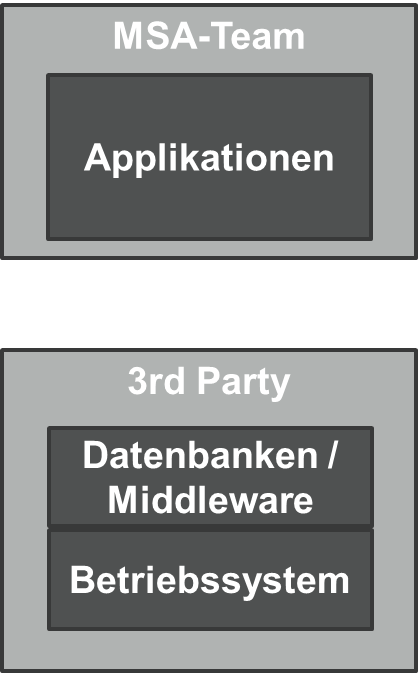 MSA-Team
Applikationen
3rd Party
Datenbanken /
Middleware
Betriebssystem